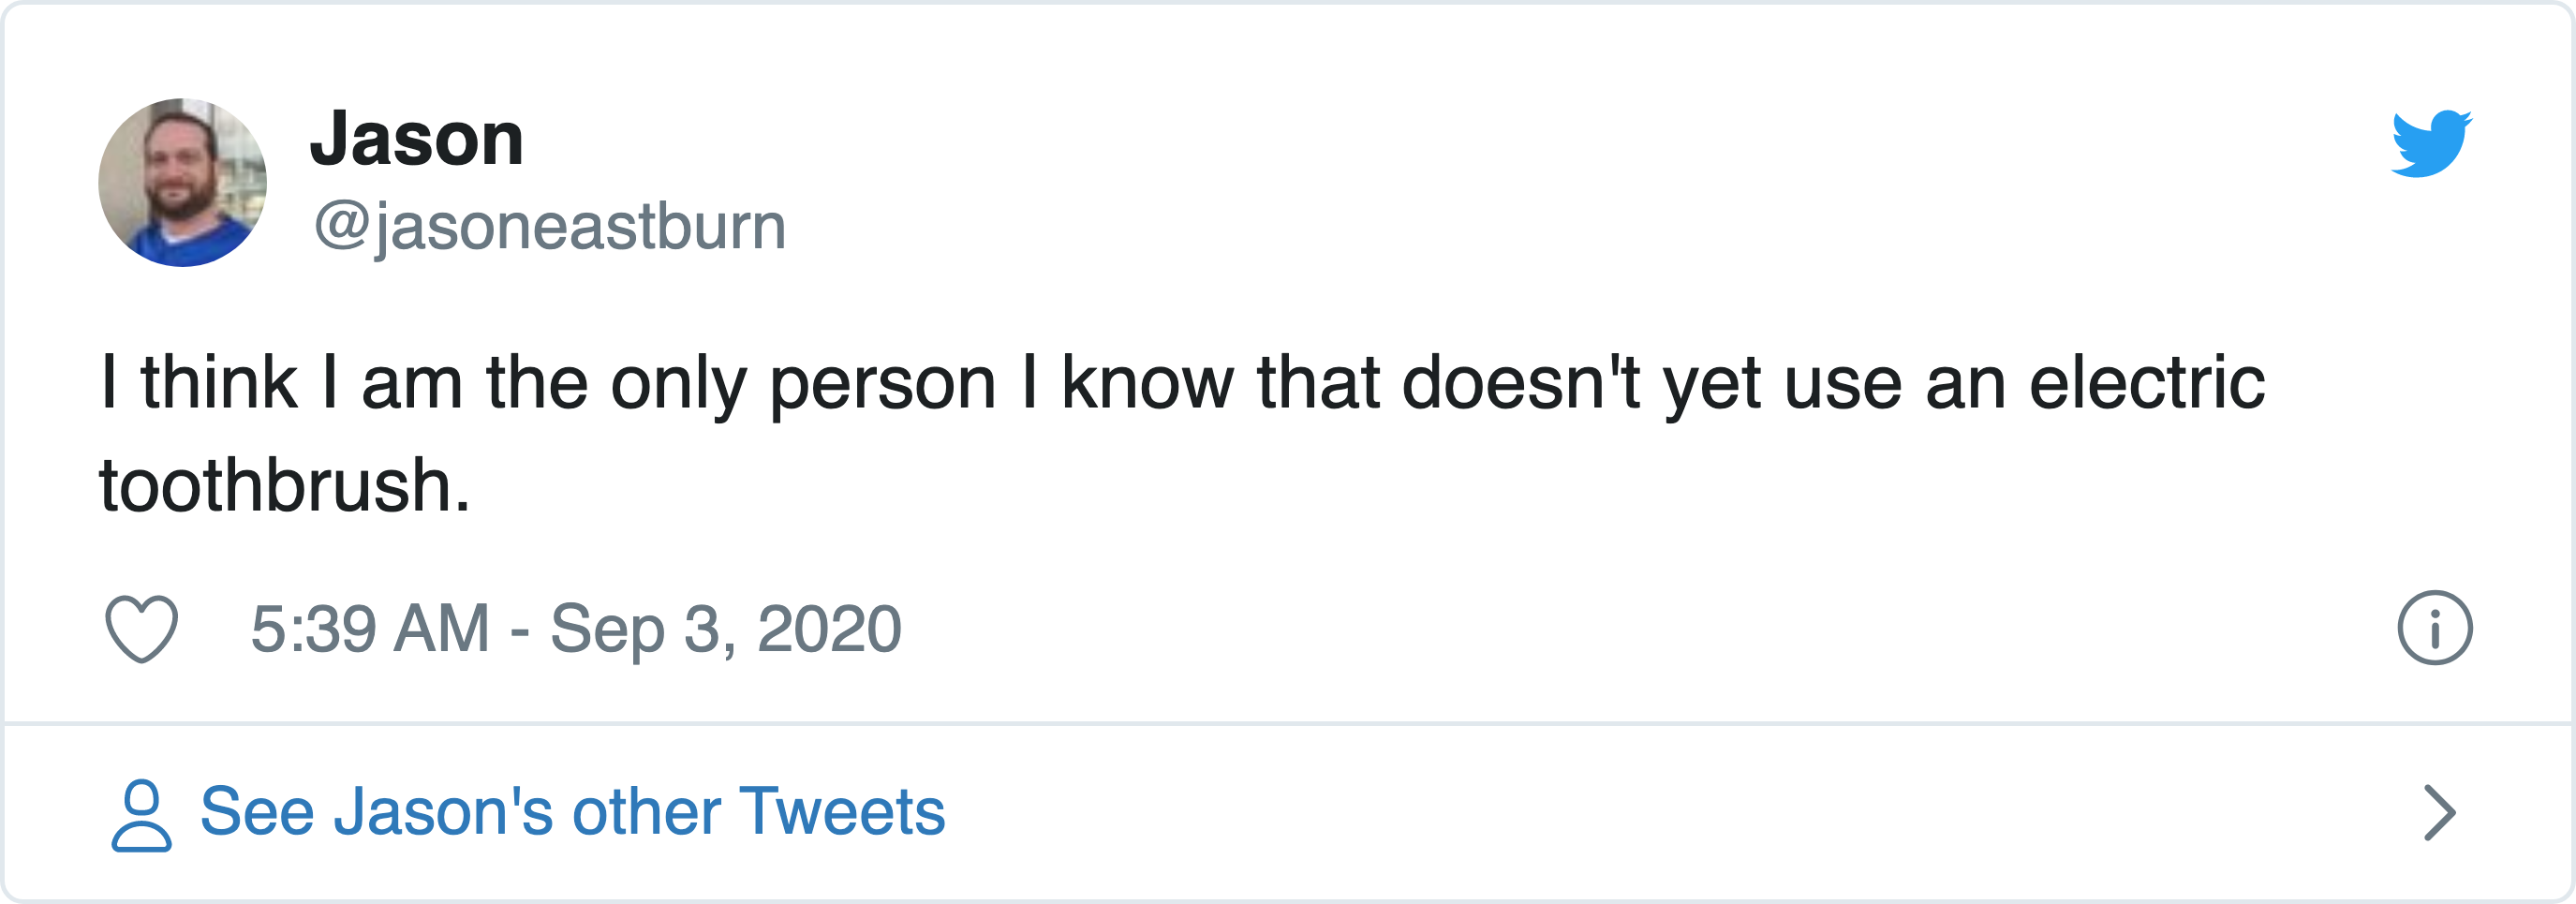 Jason
@jasoneastburn
I think I am the only person I know that doesn't yet use an electric
toothbrush.
5:39 AM - Sep 3, 2020
See Jason's other Tweets